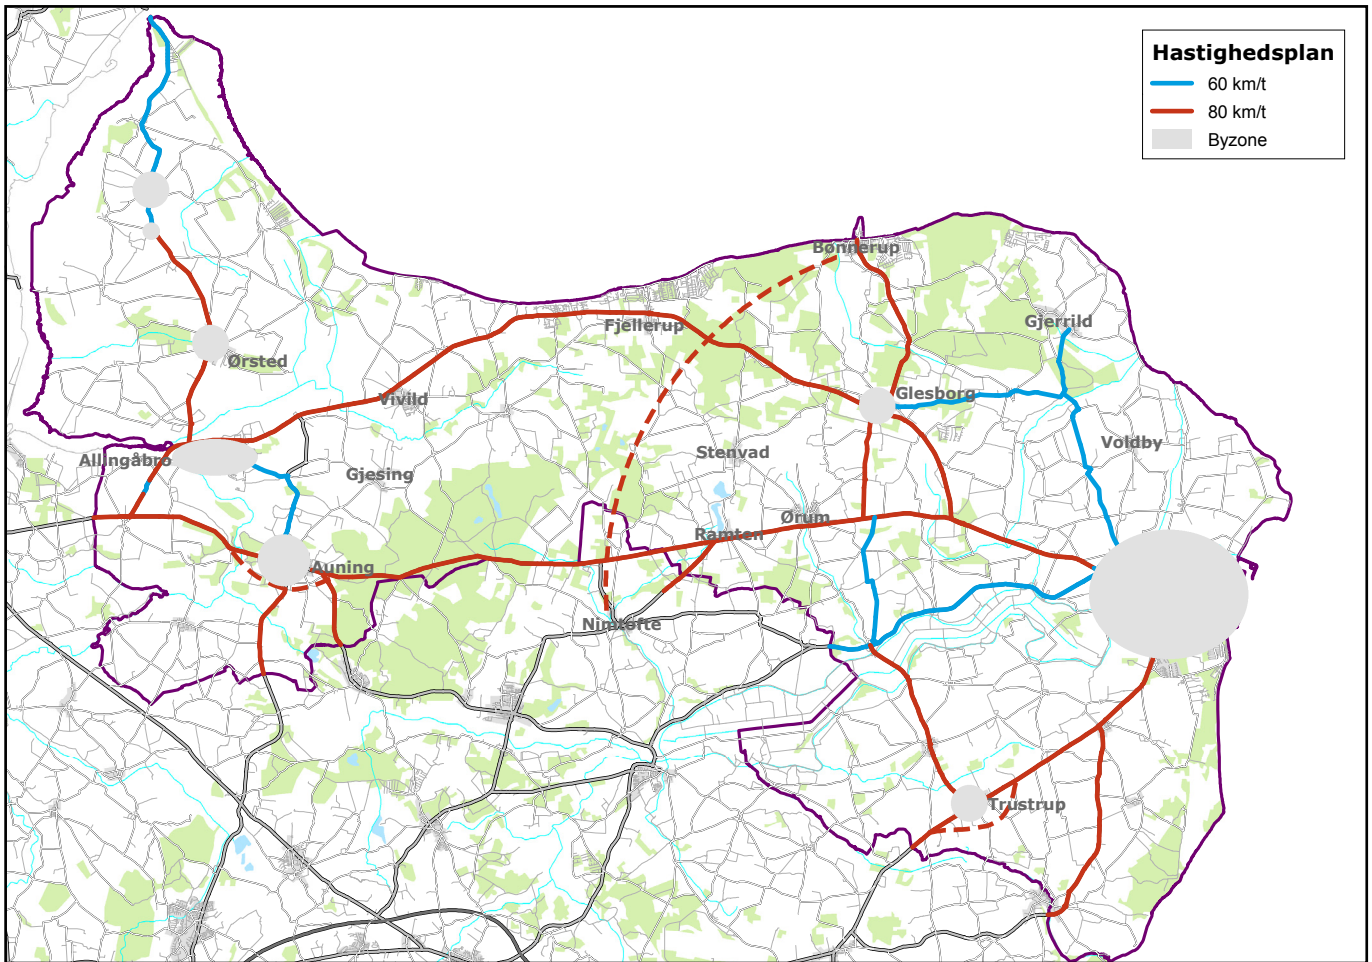 Hastighedsplan
60 km/t
80 km/t
Byzone
Bønnerup
Gjerrild
Fjellerup
Ørsted
Glesborg
Vivild
Voldby
Allingåbro
Stenvad
Gjesing
Ørum
Ramten
Auning
Nimtofte
Trustrup